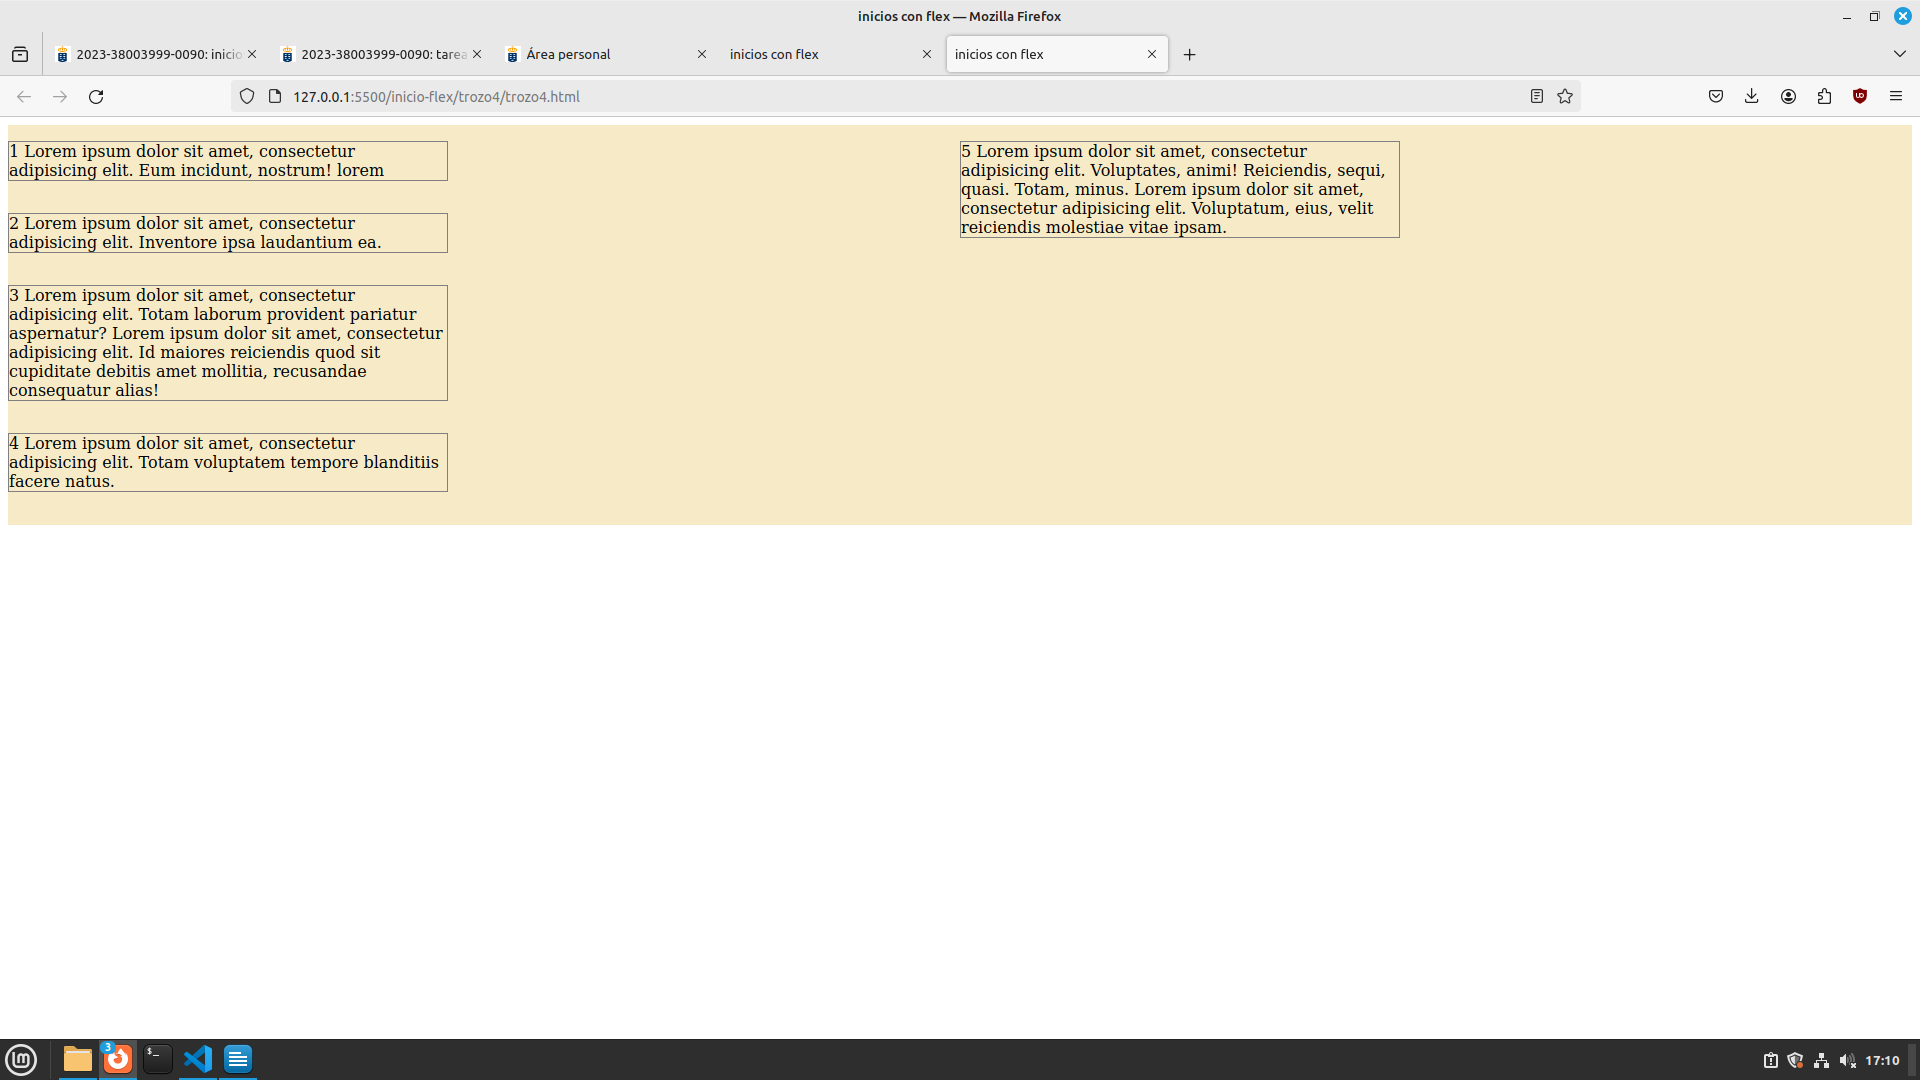 inicios con flex — Mozilla Firefox
2023-38003999-0090: inicio
2023-38003999-0090: tarea
Área personal
inicios con flex
inicios con flex
127.0.0.1:5500/inicio-flex/trozo4/trozo4.html
1 Lorem ipsum dolor sit amet, consectetur
adipisicing elit. Eum incidunt, nostrum! lorem
2 Lorem ipsum dolor sit amet, consectetur
adipisicing elit. Inventore ipsa laudantium ea.
3 Lorem ipsum dolor sit amet, consectetur
adipisicing elit. Totam laborum provident pariatur
aspernatur? Lorem ipsum dolor sit amet, consectetur
adipisicing elit. Id maiores reiciendis quod sit
cupiditate debitis amet mollitia, recusandae
consequatur alias!
4 Lorem ipsum dolor sit amet, consectetur
adipisicing elit. Totam voluptatem tempore blanditiis
facere natus.
5 Lorem ipsum dolor sit amet, consectetur
adipisicing elit. Voluptates, animi! Reiciendis, sequi,
quasi. Totam, minus. Lorem ipsum dolor sit amet,
consectetur adipisicing elit. Voluptatum, eius, velit
reiciendis molestiae vitae ipsam.
3
17:10